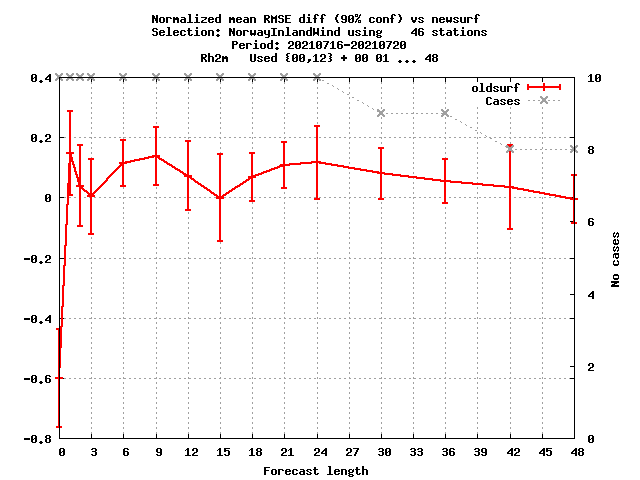 Normalized mean RMSE diff (90% conf) vs newsurf
Selection: NorwayInlandWind using    46 stations
Period: 20210716-20210720
Rh2m   Used {00,12} + 00 01 ... 48
oldsurf
Cases
0.4
0.2
0
-0.2
-0.4
-0.6
-0.8
10
8
6
4
2
0
No cases
0 3 6 9 12 15 18 21 24 27 30 33 36 39 42 45 48
Forecast length